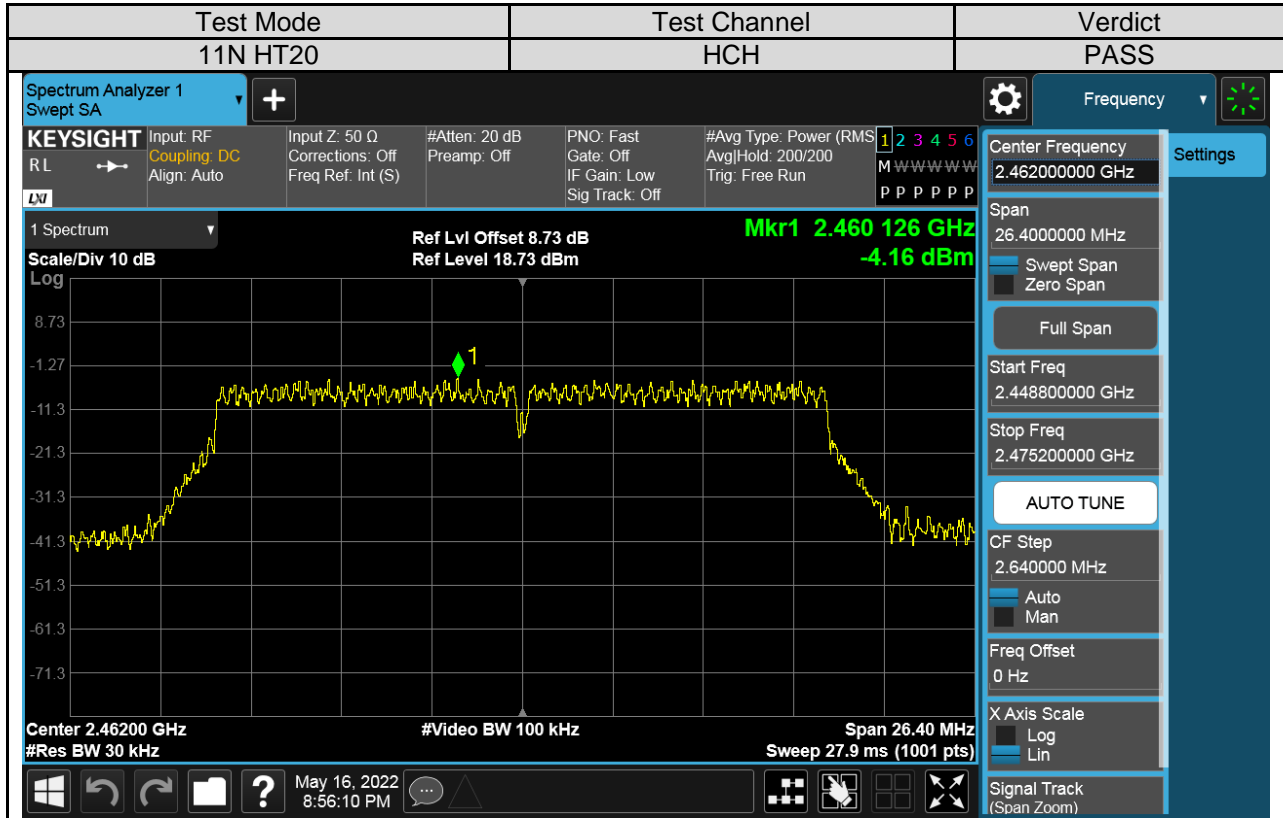 Test Mode Test Channel Verdict
11N HT20 HCH PASS
Spectrum Analyzer 1
Swept SA
+
Frequency
KEYSIGHT
R L
LXI
Input: RF
Coupling: DC
Align: Auto
Input Z: 50 Ω
Corrections: Off
Freq Ref: Int (S)
#Atten: 20 dB
Preamp: Off
PNO: Fast
Gate: Off
IF Gain: Low
Sig Track: Off
#Avg Type: Power (RMS
Avg|Hold: 200/200
Trig: Free Run
1 2 3 4 5 6
M W W W W W
P P P P P P
1 Spectrum
Scale/Div 10 dB
Ref Lvl Offset 8.73 dB
Ref Level 18.73 dBm
Mkr1 2.460 126 GHz
-4.16 dBm
Log
8.73
-1.27
-11.3
-21.3
-31.3
-41.3
-51.3
-61.3
-71.3
1
Center 2.46200 GHz
#Res BW 30 kHz
#Video BW 100 kHz
Span 26.40 MHz
Sweep 27.9 ms (1001 pts)
May 16, 2022
8:56:10 PM
?
Center Frequency
2.462000000 GHz
Settings
Span
26.4000000 MHz
Swept Span
Zero Span
Full Span
Start Freq
2.448800000 GHz
Stop Freq
2.475200000 GHz
AUTO TUNE
CF Step
2.640000 MHz
Auto
Man
Freq Offset
0 Hz
X Axis Scale
Log
Lin
Signal Track
(Span Zoom)